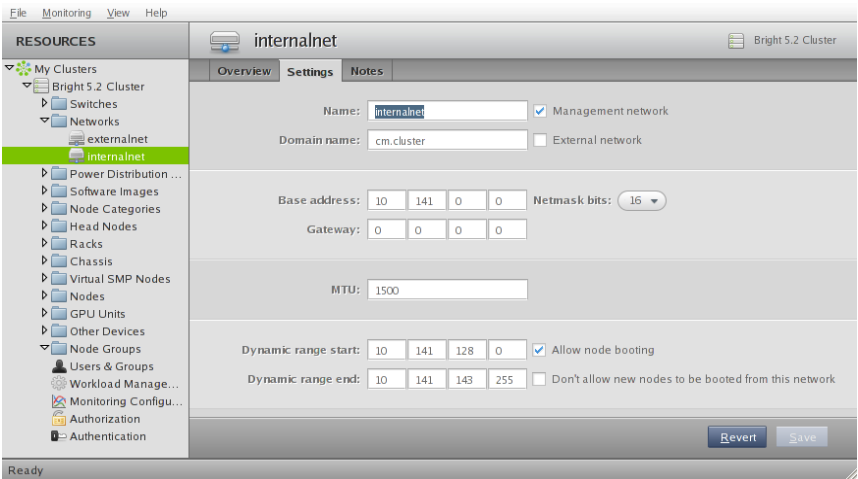 File Monitoring View Help
RESOURCES
internalnet
Bright 5.2 Cluster
My Clusters
Bright 5.2 Cluster
Switches
Networks
externalnet
internalnet
Power Distribution ...
Software Images
Node Categories
Head Nodes
Racks
Chassis
Virtual SMP Nodes
Nodes
GPU Units
Other Devices
Node Groups
Users & Groups
Workload Manage...
Monitoring Configu...
Authorization
Authentication
Overview Settings Notes
Name: internalnet Management network
Domain name: cm.cluster External network
Base address: 10 141 0 0 Netmask bits: 16
Gateway: 0 0 0 0
MTU: 1500
Dynamic range start: 10 141 128 0 Allow node booting
Dynamic range end: 10 141 143 255 Don't allow new nodes to be booted from this network
Revert Save
Ready